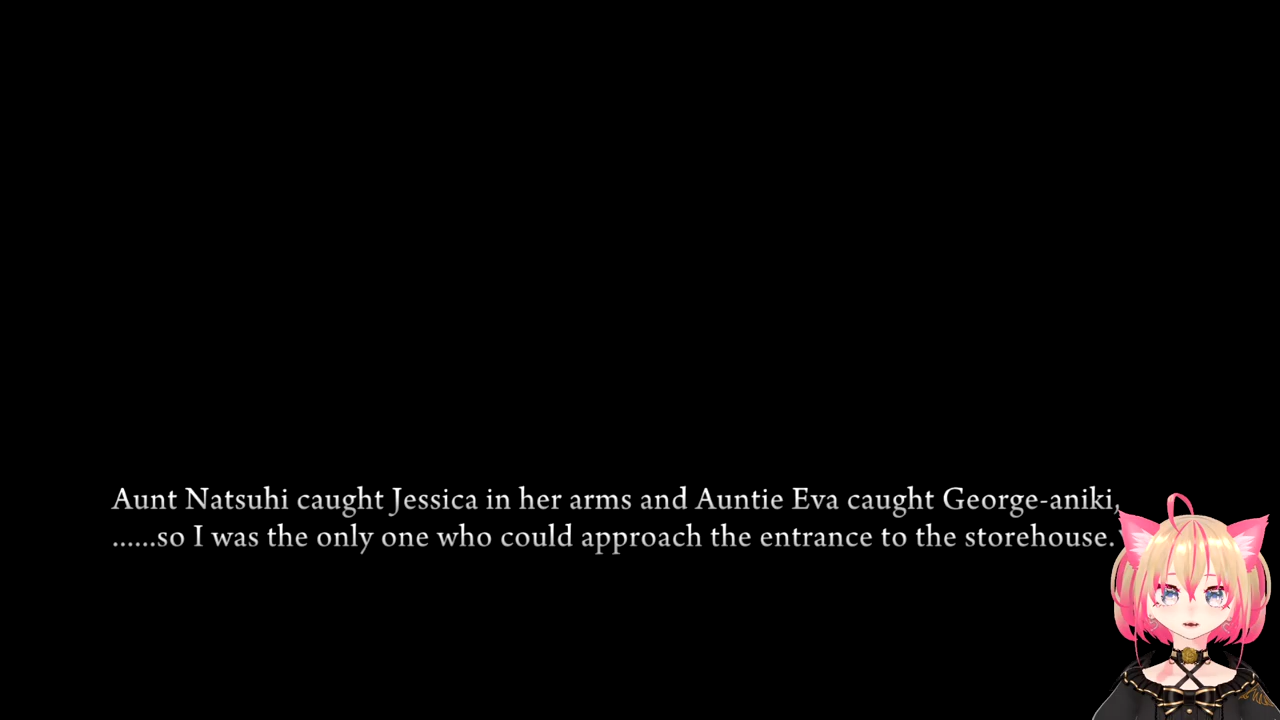 Aunt Natsuhi caught Jessica in her arms and Auntie Eva caught George-aniki,
......so I was the only one who could approach the entrance to the storehouse.